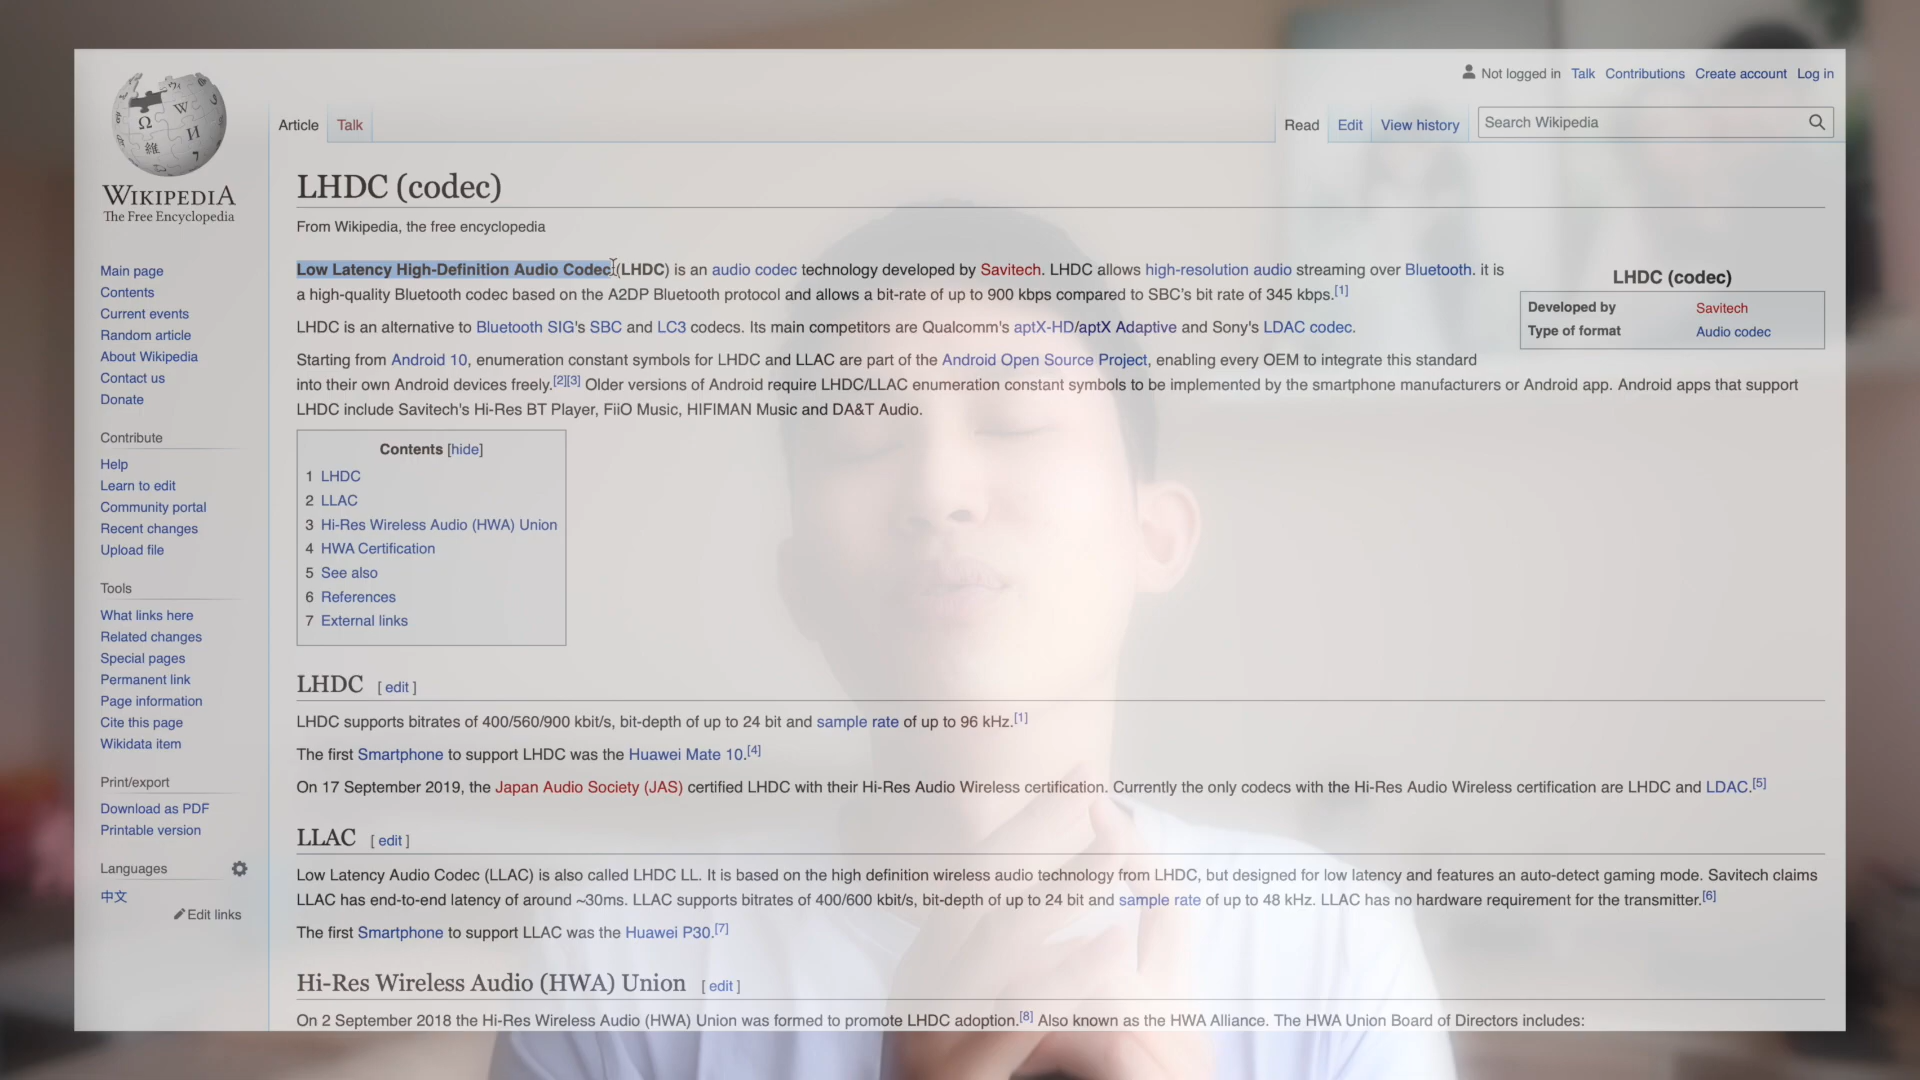 Not logged in Talk Contributions Create account Log in
Article Talk Read Edit View history Search Wikipedia
WIKIPEDIA
The Free Encyclopedia
Main page
Contents
Current events
Random article
About Wikipedia
Contact us
Donate
Contribute
Help
Learn to edit
Community portal
Recent changes
Upload file
Tools
What links here
Related changes
Special pages
Permanent link
Page information
Cite this page
Wikidata item
Print/export
Download as PDF
Printable version
Languages
中文
Edit links
LHDC (codec)
From Wikipedia, the free encyclopedia
Low Latency High-Definition Audio Codec (LHDC) is an audio codec technology developed by Savitech. LHDC allows high-resolution audio streaming over Bluetooth. it is
a high-quality Bluetooth codec based on the A2DP Bluetooth protocol and allows a bit-rate of up to 900 kbps compared to SBC's bit rate of 345 kbps.[1]
LHDC is an alternative to Bluetooth SIG's SBC and LC3 codecs. Its main competitors are Qualcomm's aptX-HD/aptX Adaptive and Sony's LDAC codec.
Starting from Android 10, enumeration constant symbols for LHDC and LLAC are part of the Android Open Source Project, enabling every OEM to integrate this standard
into their own Android devices freely.[2][3] Older versions of Android require LHDC/LLAC enumeration constant symbols to be implemented by the smartphone manufacturers or Android app. Android apps that support
LHDC include Savitech's Hi-Res BT Player, FiiO Music, HIFIMAN Music and DA&T Audio.
LHDC (codec)
Developed by Savitech
Type of format Audio codec
Contents [hide]
1 LHDC
2 LLAC
3 Hi-Res Wireless Audio (HWA) Union
4 HWA Certification
5 See also
6 References
7 External links
LHDC [ edit ]
LHDC supports bitrates of 400/560/900 kbit/s, bit-depth of up to 24 bit and sample rate of up to 96 kHz.[1]
The first Smartphone to support LHDC was the Huawei Mate 10.[4]
On 17 September 2019, the Japan Audio Society (JAS) certified LHDC with their Hi-Res Audio Wireless certification. Currently the only codecs with the Hi-Res Audio Wireless certification are LHDC and LDAC.[5]
LLAC [ edit ]
Low Latency Audio Codec (LLAC) is also called LHDC LL. It is based on the high definition wireless audio technology from LHDC, but designed for low latency and features an auto-detect gaming mode. Savitech claims
LLAC has end-to-end latency of around ~30ms. LLAC supports bitrates of 400/600 kbit/s, bit-depth of up to 24 bit and sample rate of up to 48 kHz. LLAC has no hardware requirement for the transmitter.[6]
The first Smartphone to support LLAC was the Huawei P30.[7]
Hi-Res Wireless Audio (HWA) Union [ edit ]
On 2 September 2018 the Hi-Res Wireless Audio (HWA) Union was formed to promote LHDC adoption.[8] Also known as the HWA Alliance. The HWA Union Board of Directors includes: